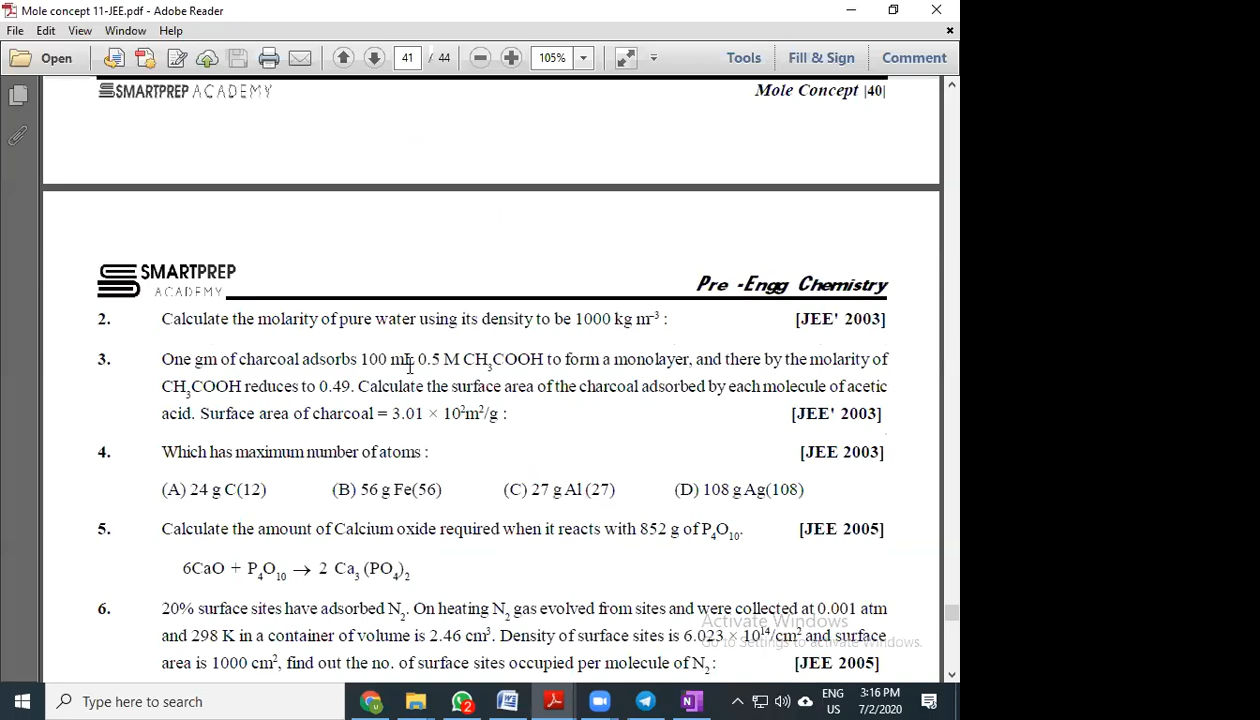 Mole concept 11-JEE.pdf - Adobe Reader
File Edit View Window Help
Open 41 / 44 105% Tools Fill & Sign Comment
SMARTPREP ACADEMY Mole Concept |40|
SMARTPREP
ACADEMY
Pre -Engg Chemistry
2. Calculate the molarity of pure water using its density to be 1000 kg m⁻³ : [JEE' 2003]
3. One gm of charcoal adsorbs 100 mL 0.5 M CH₃COOH to form a monolayer, and there by the molarity of
CH₃COOH reduces to 0.49. Calculate the surface area of the charcoal adsorbed by each molecule of acetic
acid. Surface area of charcoal = 3.01 × 10²m²/g : [JEE' 2003]
4. Which has maximum number of atoms : [JEE 2003]
(A) 24 g C(12) (B) 56 g Fe(56) (C) 27 g Al (27) (D) 108 g Ag(108)
5. Calculate the amount of Calcium oxide required when it reacts with 852 g of P₄O₁₀. [JEE 2005]
6CaO + P₄O₁₀ → 2 Ca₃ (PO₄)₂
6. 20% surface sites have adsorbed N₂. On heating N₂ gas evolved from sites and were collected at 0.001 atm
and 298 K in a container of volume is 2.46 cm³. Density of surface sites is 6.023 × 10¹⁴/cm² and surface
area is 1000 cm², find out the no. of surface sites occupied per molecule of N₂ : [JEE 2005]
Activate Windows
Go to Settings to activate Windows.
Type here to search
2
ENG
US
3:16 PM
7/2/2020